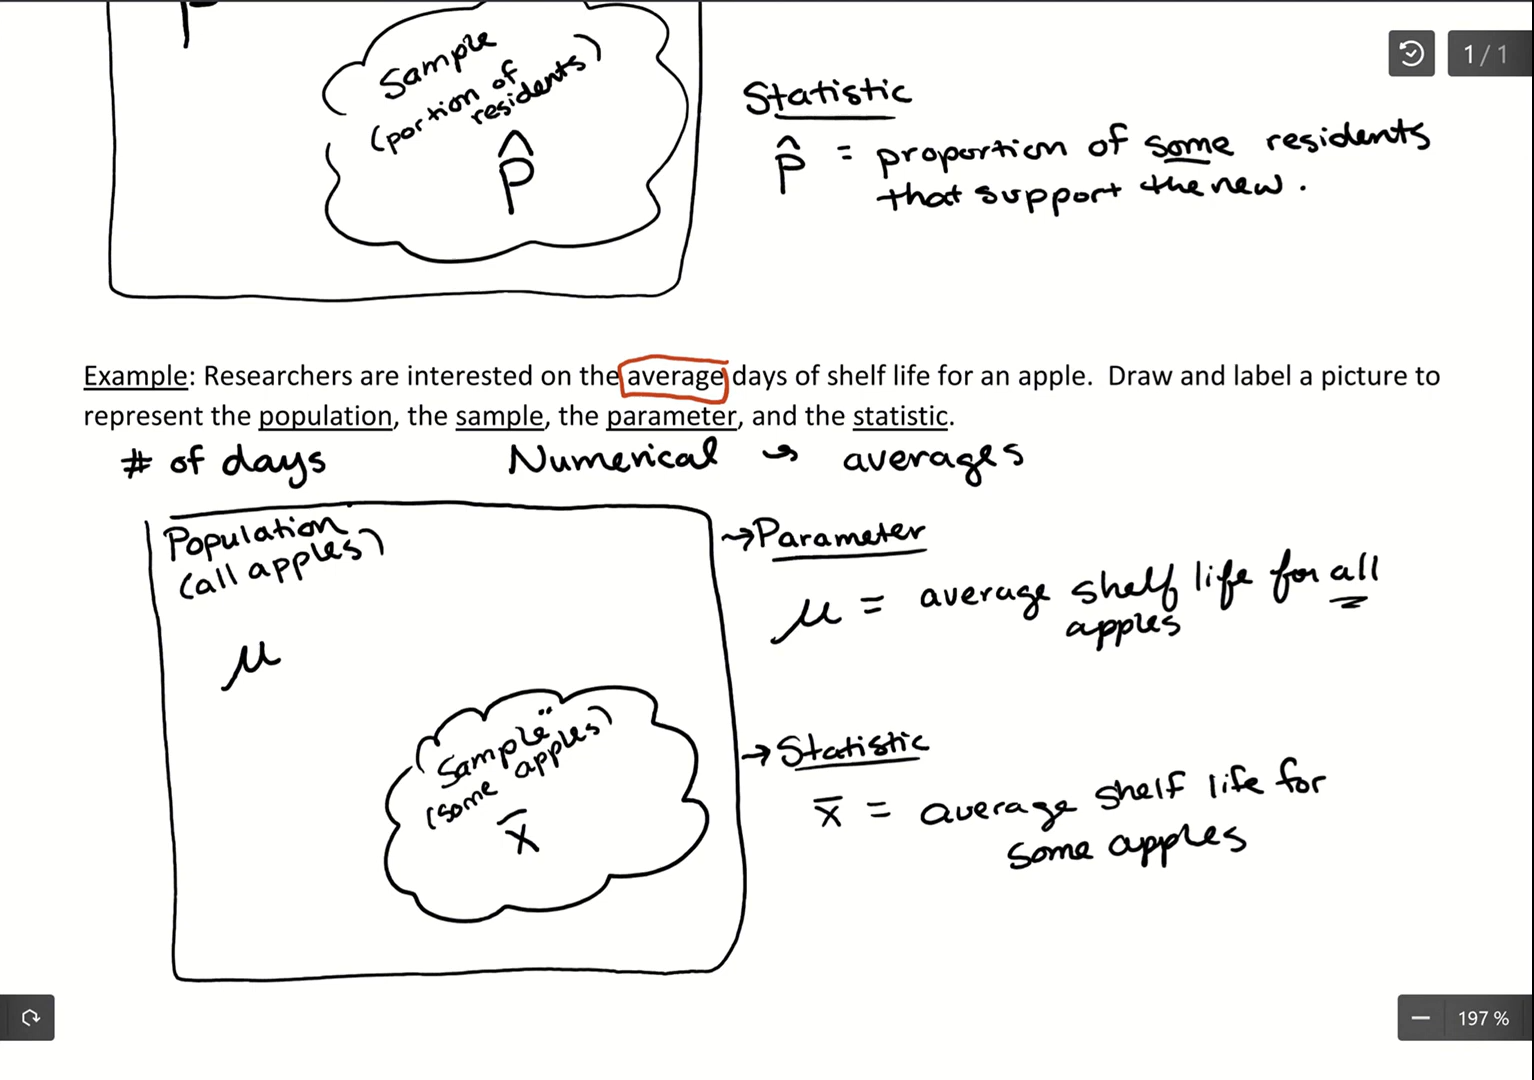 Sample
(portion of
residents)
p̂
1 / 1
Statistic
p̂ = proportion of some residents
that support the new .
Example: Researchers are interested on the average days of shelf life for an apple. Draw and label a picture to
represent the population, the sample, the parameter, and the statistic.
# of days Numerical → averages
Population
(all apples)
μ
Sample
(some apples)
x̄
→Parameter
μ = average shelf life for all
apples
→Statistic
x̄ = average shelf life for
some apples
197 %